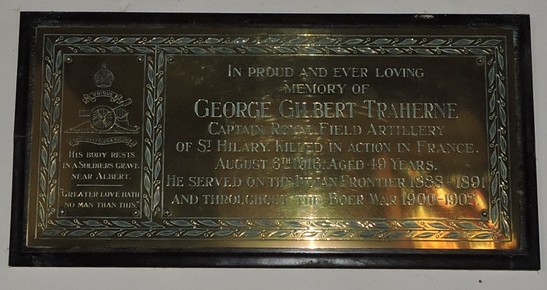 UBIQUE
HIS BODY RESTS
IN A SOLDIERS GRAVE
NEAR ALBERT.
"GREATER LOVE HATH
NO MAN THAN THIS."
IN PROUD AND EVER LOVING
MEMORY OF
GEORGE GILBERT TRAHERNE
CAPTAIN ROYAL FIELD ARTILLERY
OF ST HILARY. KILLED IN ACTION IN FRANCE.
AUGUST 6TH 1916: AGED 49 YEARS.
HE SERVED ON THE INDIAN FRONTIER 1888-1891
AND THROUGHOUT THE BOER WAR 1900-1902